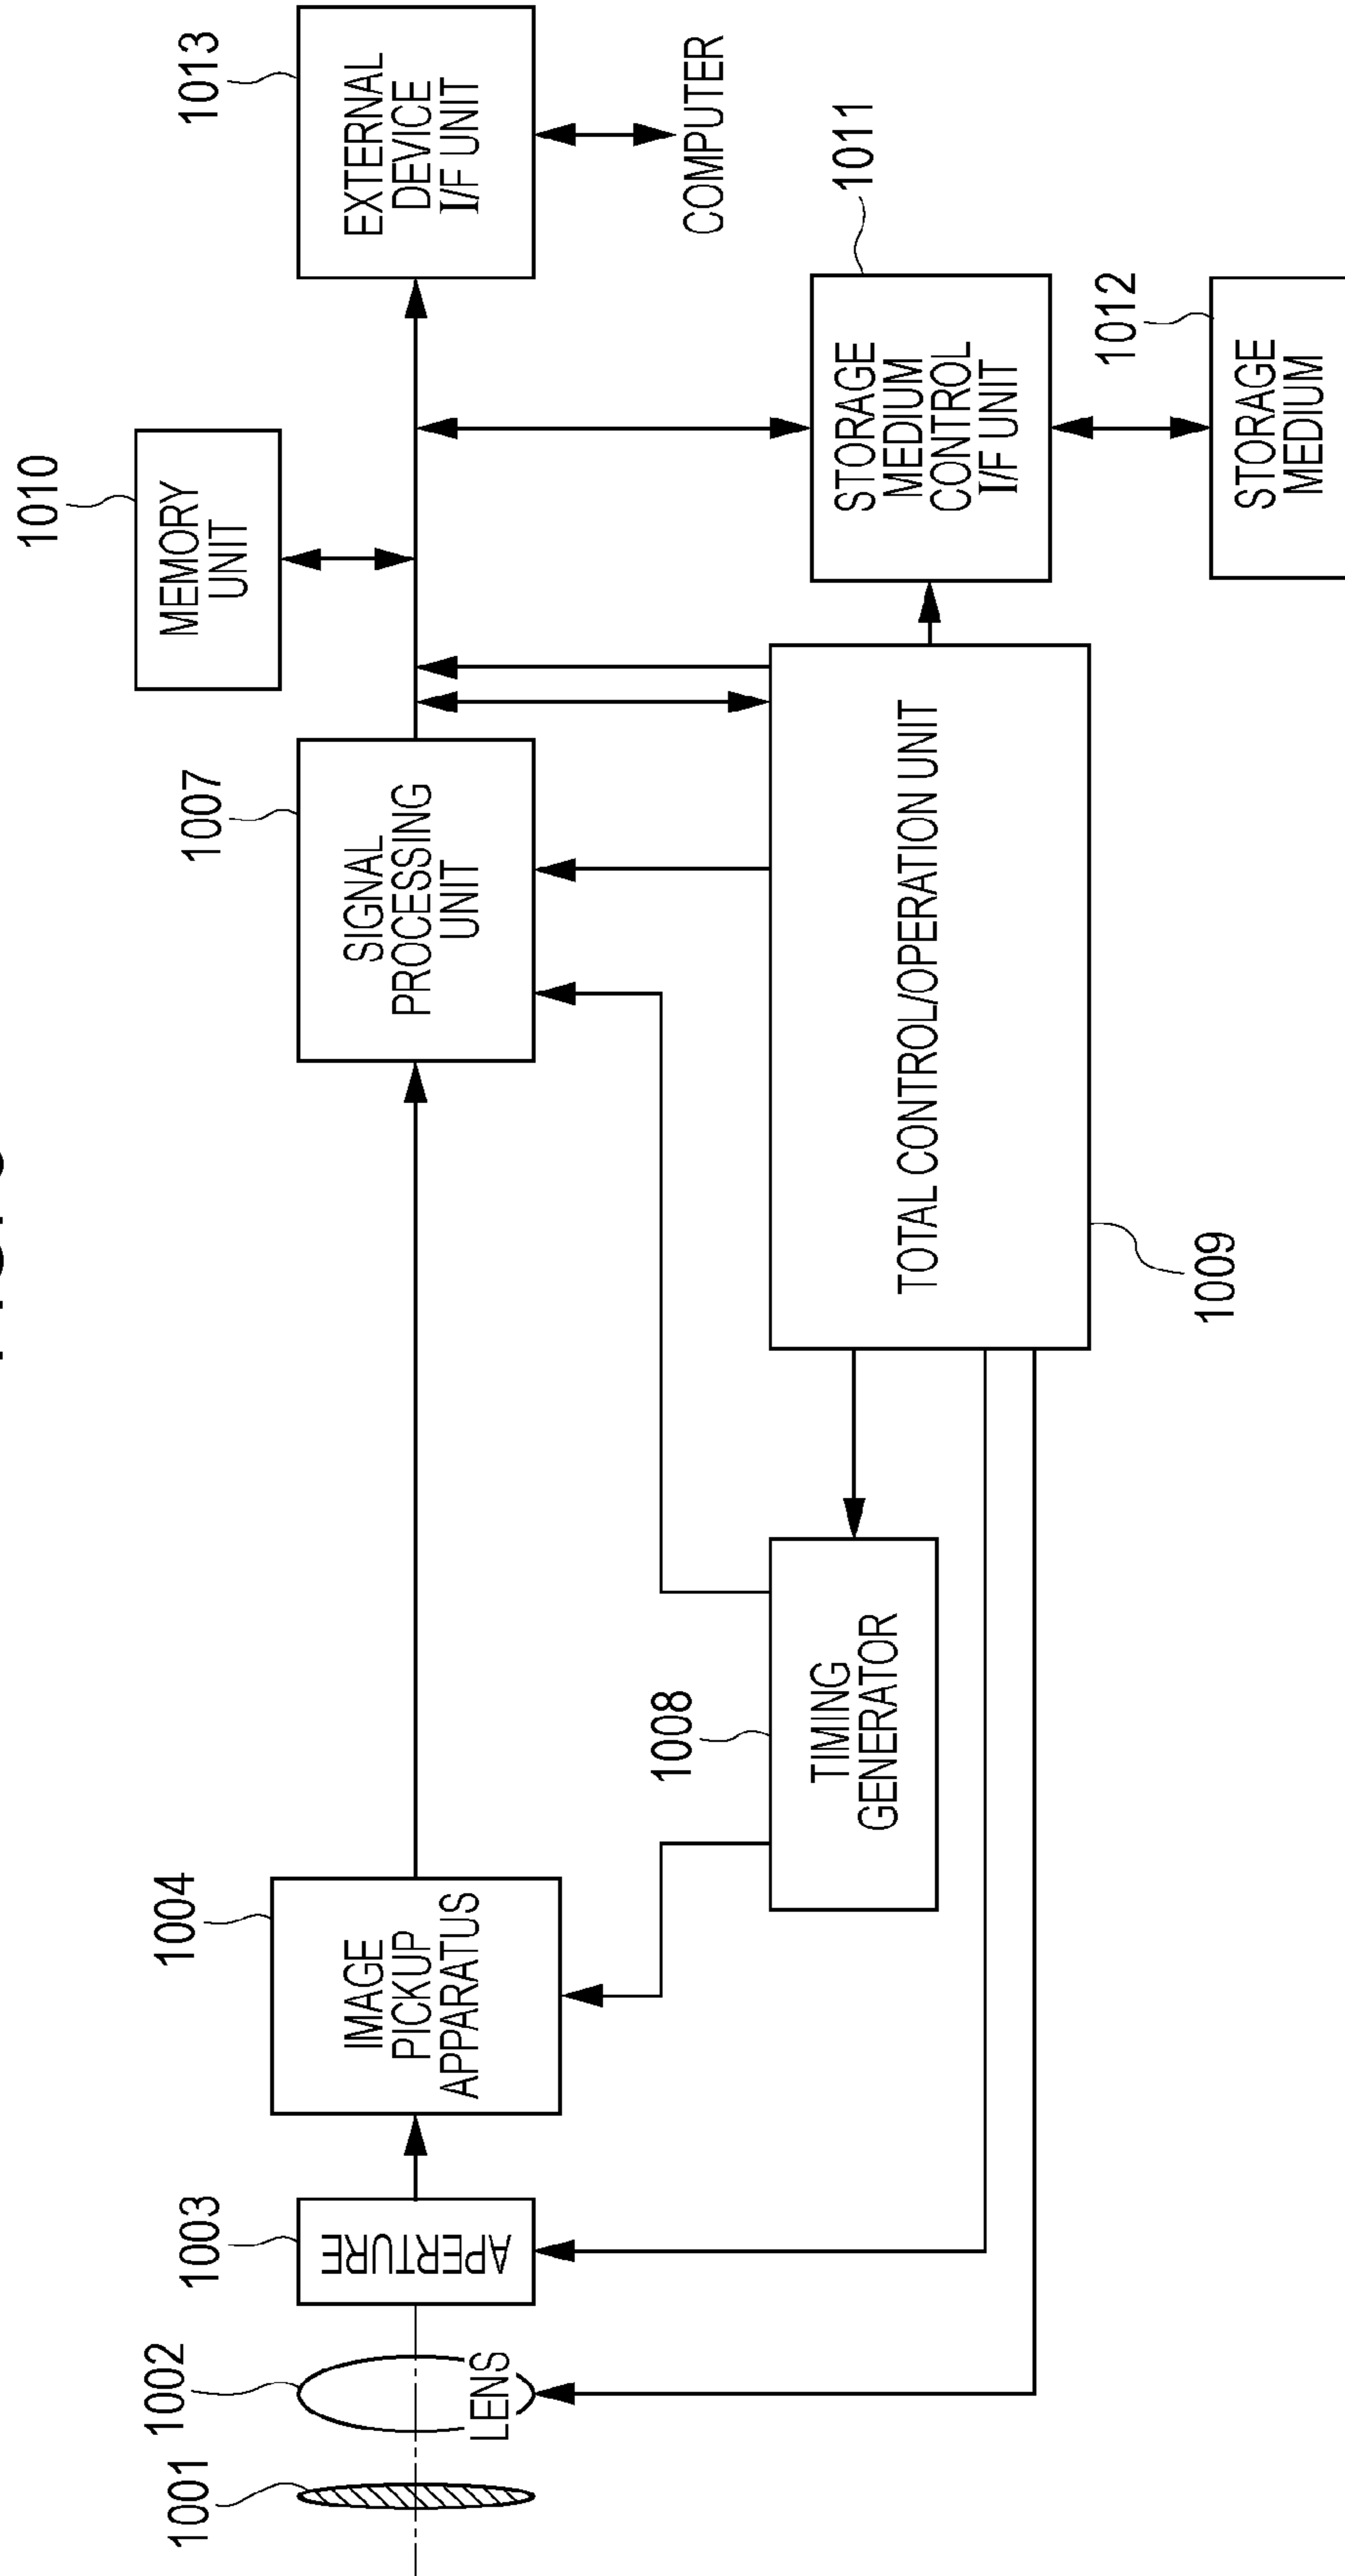 1001
1002
LENS
1003
APERTURE
1004
IMAGE
PICKUP
APPARATUS
1007
SIGNAL
PROCESSING
UNIT
1010
MEMORY
UNIT
1013
EXTERNAL
DEVICE
I/F UNIT
COMPUTER
1008
TIMING
GENERATOR
TOTAL CONTROL/OPERATION UNIT
1009
1011
STORAGE
MEDIUM
CONTROL
I/F UNIT
1012
STORAGE
MEDIUM